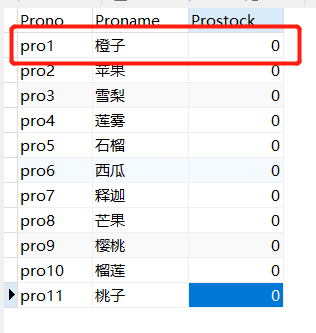 Prono Proname Prostock
pro1 橙子 0
pro2 苹果 0
pro3 雪梨 0
pro4 莲雾 0
pro5 石榴 0
pro6 西瓜 0
pro7 释迦 0
pro8 芒果 0
pro9 樱桃 0
pro10 榴莲 0
pro11 桃子 0